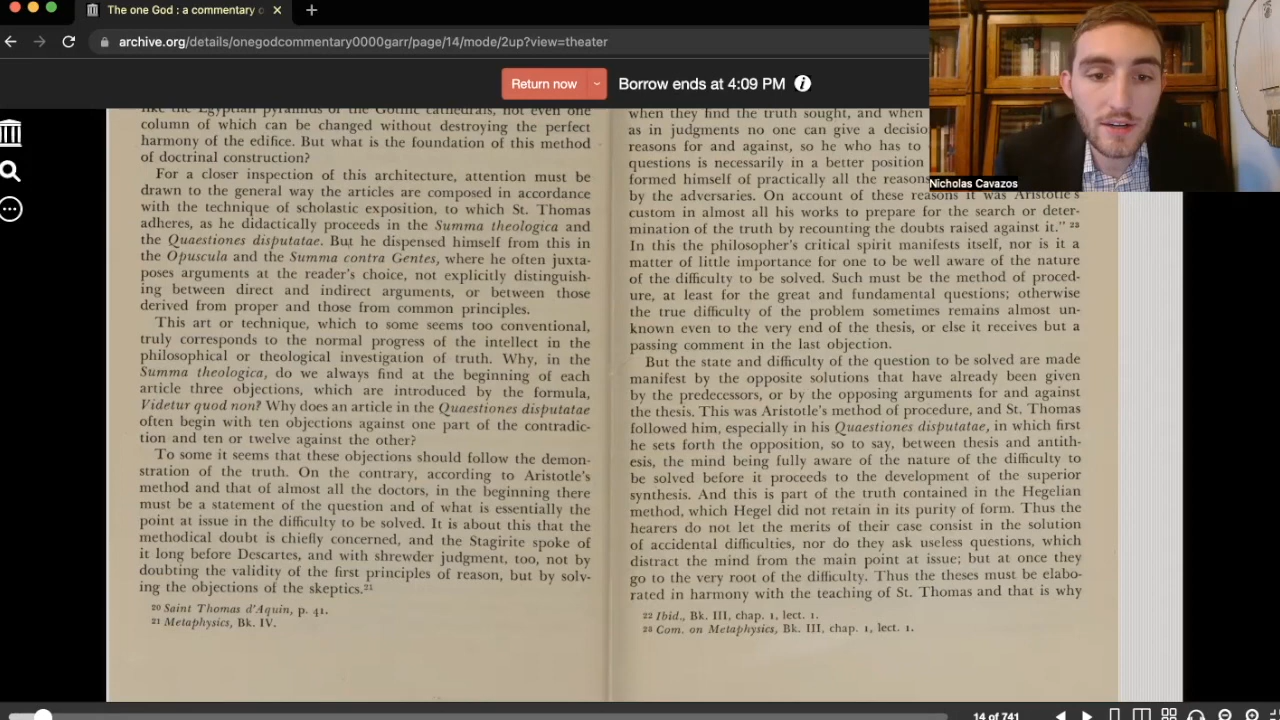 The one God : a commentary o
archive.org/details/onegodcommentary0000garr/page/14/mode/2up?view=theater
Return now
Borrow ends at 4:09 PM
like the Egyptian pyramids or the Gothic cathedrals, not even one
column of which can be changed without destroying the perfect
harmony of the edifice. But what is the foundation of this method
of doctrinal construction?
For a closer inspection of this architecture, attention must be
drawn to the general way the articles are composed in accordance
with the technique of scholastic exposition, to which St. Thomas
adheres, as he didactically proceeds in the Summa theologica and
the Quaestiones disputatae. But he dispensed himself from this in
the Opuscula and the Summa contra Gentes, where he often juxta-
poses arguments at the reader's choice, not explicitly distinguish-
ing between direct and indirect arguments, or between those
derived from proper and those from common principles.
This art or technique, which to some seems too conventional,
truly corresponds to the normal progress of the intellect in the
philosophical or theological investigation of truth. Why, in the
Summa theologica, do we always find at the beginning of each
article three objections, which are introduced by the formula,
Videtur quod non? Why does an article in the Quaestiones disputatae
often begin with ten objections against one part of the contradic-
tion and ten or twelve against the other?
To some it seems that these objections should follow the demon-
stration of the truth. On the contrary, according to Aristotle's
method and that of almost all the doctors, in the beginning there
must be a statement of the question and of what is essentially the
point at issue in the difficulty to be solved. It is about this that the
methodical doubt is chiefly concerned, and the Stagirite spoke of
it long before Descartes, and with shrewder judgment, too, not by
doubting the validity of the first principles of reason, but by solv-
ing the objections of the skeptics.21
20 Saint Thomas d'Aquin, p. 41.
21 Metaphysics, Bk. IV.
when they find the truth sought, and when
as in judgments no one can give a decisio
reasons for and against, so he who has to
questions is necessarily in a better position
formed himself of practically all the reasons
by the adversaries. On account of these reasons it was Aristotle's
custom in almost all his works to prepare for the search or deter-
mination of the truth by recounting the doubts raised against it." 23
In this the philosopher's critical spirit manifests itself, nor is it a
matter of little importance for one to be well aware of the nature
of the difficulty to be solved. Such must be the method of proced-
ure, at least for the great and fundamental questions; otherwise
the true difficulty of the problem sometimes remains almost un-
known even to the very end of the thesis, or else it receives but a
passing comment in the last objection.
But the state and difficulty of the question to be solved are made
manifest by the opposite solutions that have already been given
by the predecessors, or by the opposing arguments for and against
the thesis. This was Aristotle's method of procedure, and St. Thomas
followed him, especially in his Quaestiones disputatae, in which first
he sets forth the opposition, so to say, between thesis and antith-
esis, the mind being fully aware of the nature of the difficulty to
be solved before it proceeds to the development of the superior
synthesis. And this is part of the truth contained in the Hegelian
method, which Hegel did not retain in its purity of form. Thus the
hearers do not let the merits of their case consist in the solution
of accidental difficulties, nor do they ask useless questions, which
distract the mind from the main point at issue; but at once they
go to the very root of the difficulty. Thus the theses must be elabo-
rated in harmony with the teaching of St. Thomas and that is why
22 Ibid., Bk. III, chap. 1, lect. 1.
23 Com. on Metaphysics, Bk. III, chap. 1, lect. 1.
Nicholas Cavazos
14 of 741